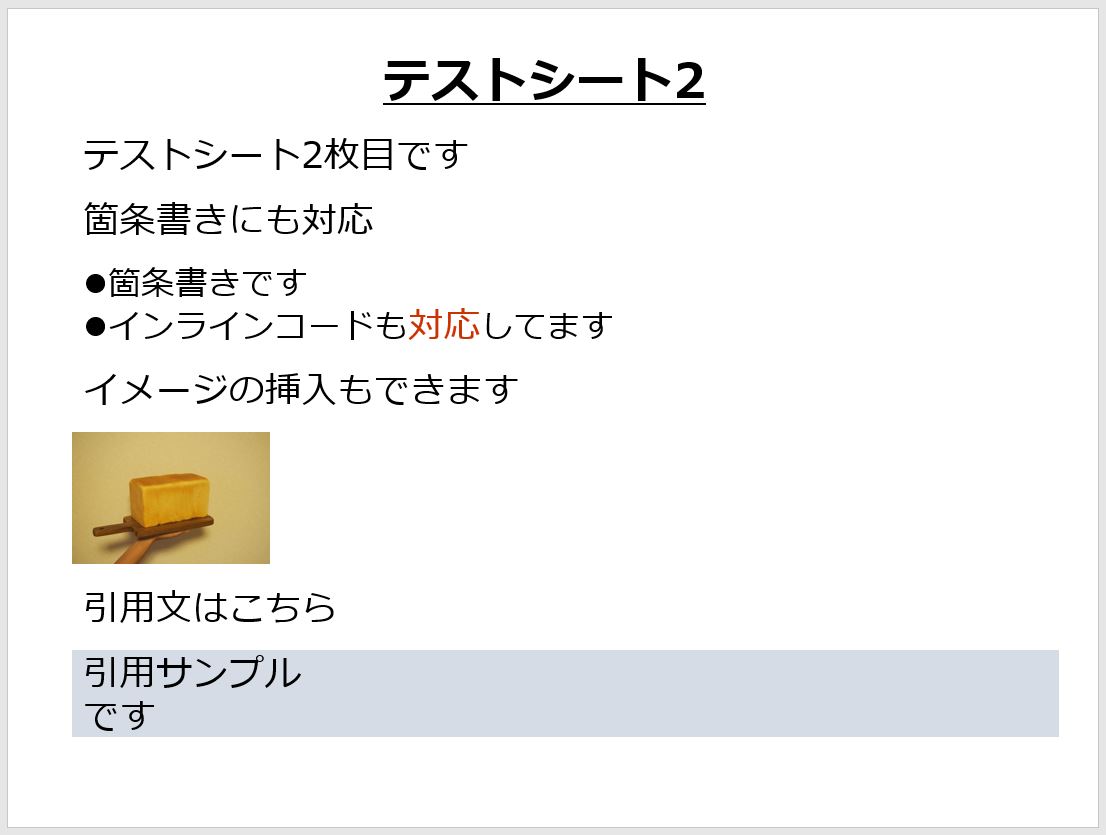 テストシート2
テストシート2枚目です
箇条書きにも対応
●箇条書きです
●インラインコードも対応してます
イメージの挿入もできます
引用文はこちら
引用サンプル
です